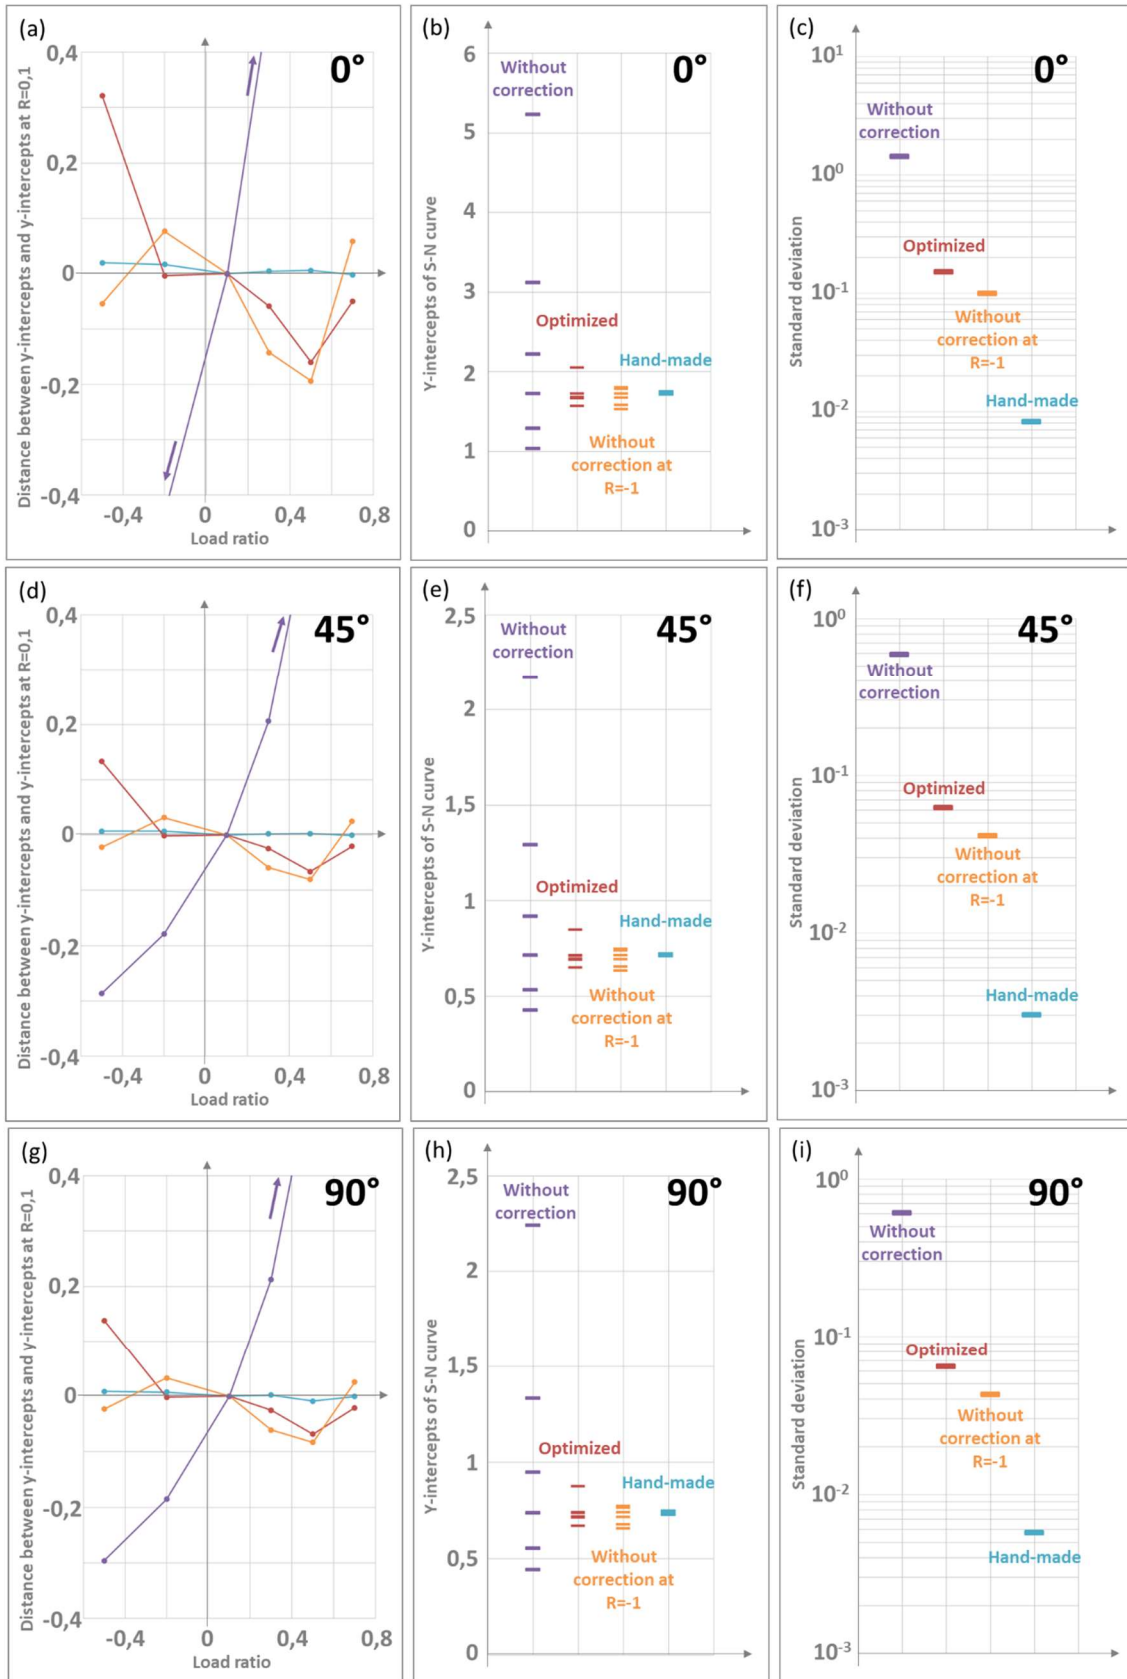 (a)
0°
Distance between y-intercepts and y-intercepts at R=0,1
0,4
0,2
0
-0,2
-0,4
-0,4
0
0,4
0,8
Load ratio
(b)
0°
Y-intercepts of S-N curve
6
5
4
3
2
1
0
Without
correction
Optimized
Hand-made
Without
correction at
R=-1
(c)
0°
Standard deviation
10¹
10⁰
10⁻¹
10⁻²
10⁻³
Without
correction
Optimized
Without
correction at
R=-1
Hand-made
(d)
45°
Distance between y-intercepts and y-intercepts at R=0,1
0,4
0,2
0
-0,2
-0,4
-0,4
0
0,4
0,8
Load ratio
(e)
45°
Y-intercepts of S-N curve
2,5
2
1,5
1
0,5
0
Without
correction
Optimized
Hand-made
Without
correction at
R=-1
(f)
45°
Standard deviation
10⁰
10⁻¹
10⁻²
10⁻³
Without
correction
Optimized
Without
correction at
R=-1
Hand-made
(g)
90°
Distance between y-intercepts and y-intercepts at R=0,1
0,4
0,2
0
-0,2
-0,4
-0,4
0
0,4
0,8
Load ratio
(h)
90°
Y-intercepts of S-N curve
2,5
2
1,5
1
0,5
0
Without
correction
Optimized
Hand-made
Without
correction at
R=-1
(i)
90°
Standard deviation
10⁰
10⁻¹
10⁻²
10⁻³
Without
correction
Optimized
Without
correction at
R=-1
Hand-made